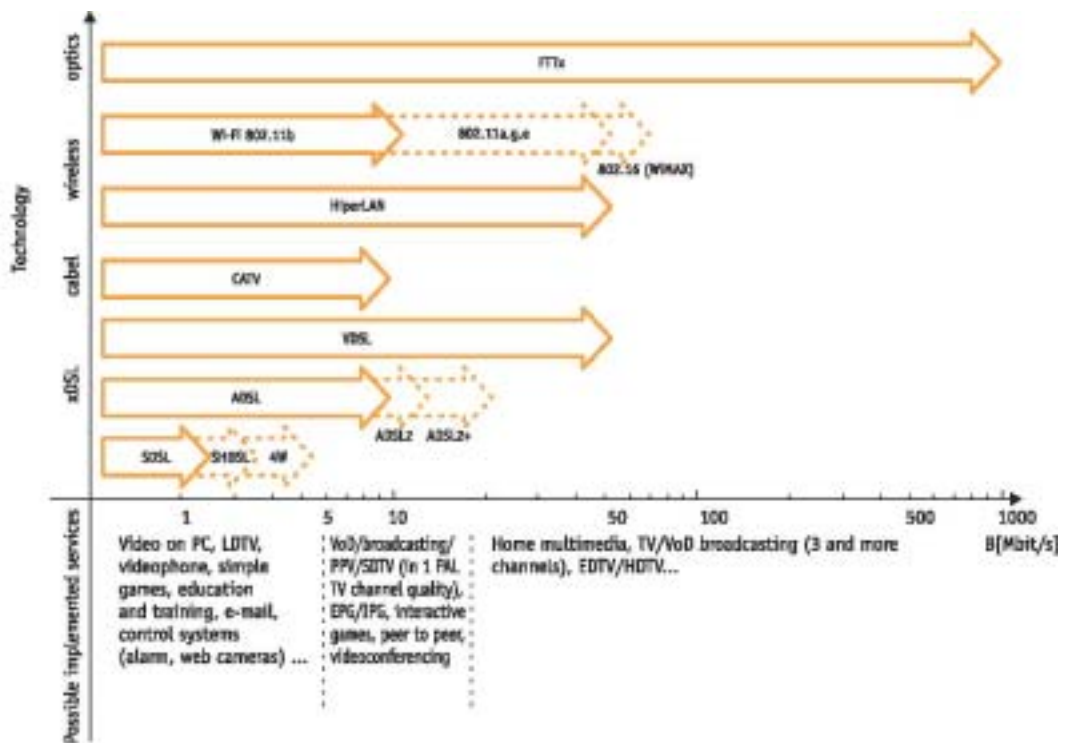 Technology
optics
wireless
cabel
xDSL
FTTx
Wi-Fi 802.11b
802.11a,g,e
802.16 (WiMAX)
HiperLAN
CATV
VDSL
ADSL
ADSL2
ADSL2+
SDSL
SHDSL
4W
1
5
10
50
100
500
1000
B[Mbit/s]
Possible implemented services
Video on PC, LDTV,
videophone, simple
games, education
and training, e-mail,
control systems
(alarm, web cameras) ...
VoD/broadcasting/
PPV/SDTV (in 1 PAL
TV channel quality),
EPG/IPG, interactive
games, peer to peer,
videoconferencing
Home multimedia, TV/VoD broadcasting (3 and more
channels), EDTV/HDTV...